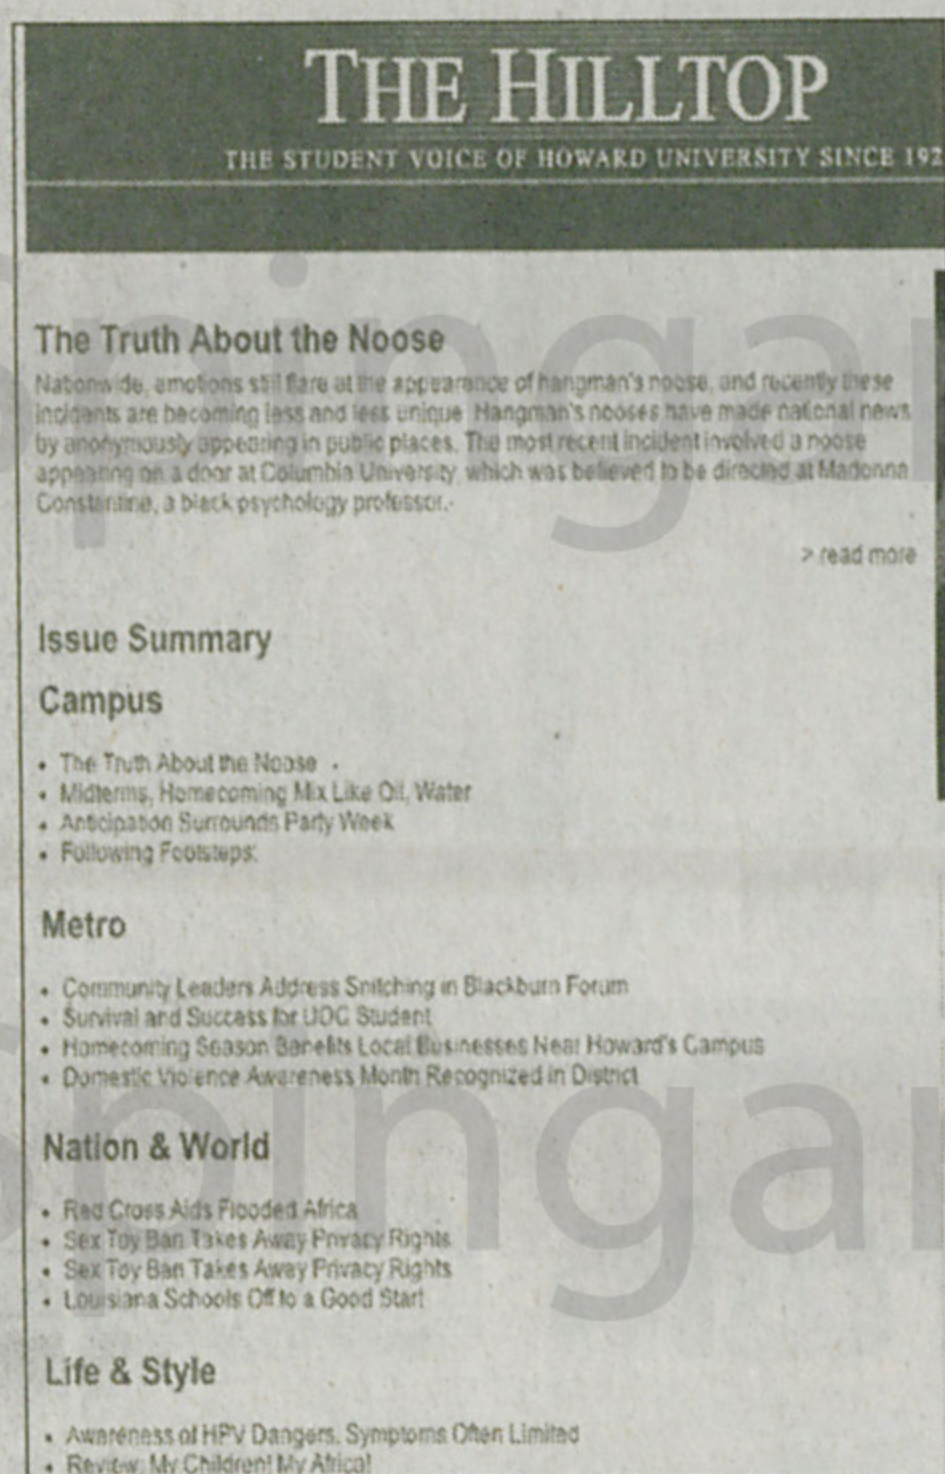 THE HILLTOP
THE STUDENT VOICE OF HOWARD UNIVERSITY SINCE 192
The Truth About the Noose
Nationwide, emotions still flare at the appearance of hangman's noose, and recently these
incidents are becoming less and less unique. Hangman's nooses have made national news
by anonymously appearing in public places. The most recent incident involved a noose
appearing on a door at Columbia University, which was believed to be directed at Madonna
Constantine, a black psychology professor.
> read more
Issue Summary
Campus
• The Truth About the Noose
• Midterms, Homecoming Mix Like Oil, Water
• Anticipation Surrounds Party Week
• Following Footsteps:
Metro
• Community Leaders Address Snitching in Blackburn Forum
• Survival and Success for UDC Student
• Homecoming Season Benefits Local Businesses Near Howard's Campus
• Domestic Violence Awareness Month Recognized in District
Nation & World
• Red Cross Aids Flooded Africa
• Sex Toy Ban Takes Away Privacy Rights
• Sex Toy Ban Takes Away Privacy Rights
• Louisiana Schools Off to a Good Start
Life & Style
• Awareness of HPV Dangers, Symptoms Often Limited
• Review: My Children! My Africa!
Spingar
Spingar